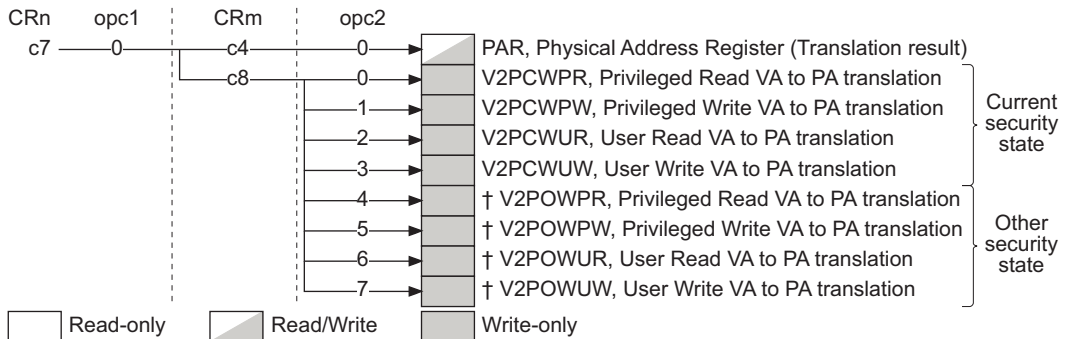 CRn opc1 CRm opc2
c7 0 c4 0 PAR, Physical Address Register (Translation result)
c8 0 V2PCWPR, Privileged Read VA to PA translation
1 V2PCWPW, Privileged Write VA to PA translation
2 V2PCWUR, User Read VA to PA translation
3 V2PCWUW, User Write VA to PA translation
Current
security
state
4 † V2POWPR, Privileged Read VA to PA translation
5 † V2POWPW, Privileged Write VA to PA translation
6 † V2POWUR, User Read VA to PA translation
7 † V2POWUW, User Write VA to PA translation
Other
security
state
Read-only Read/Write Write-only